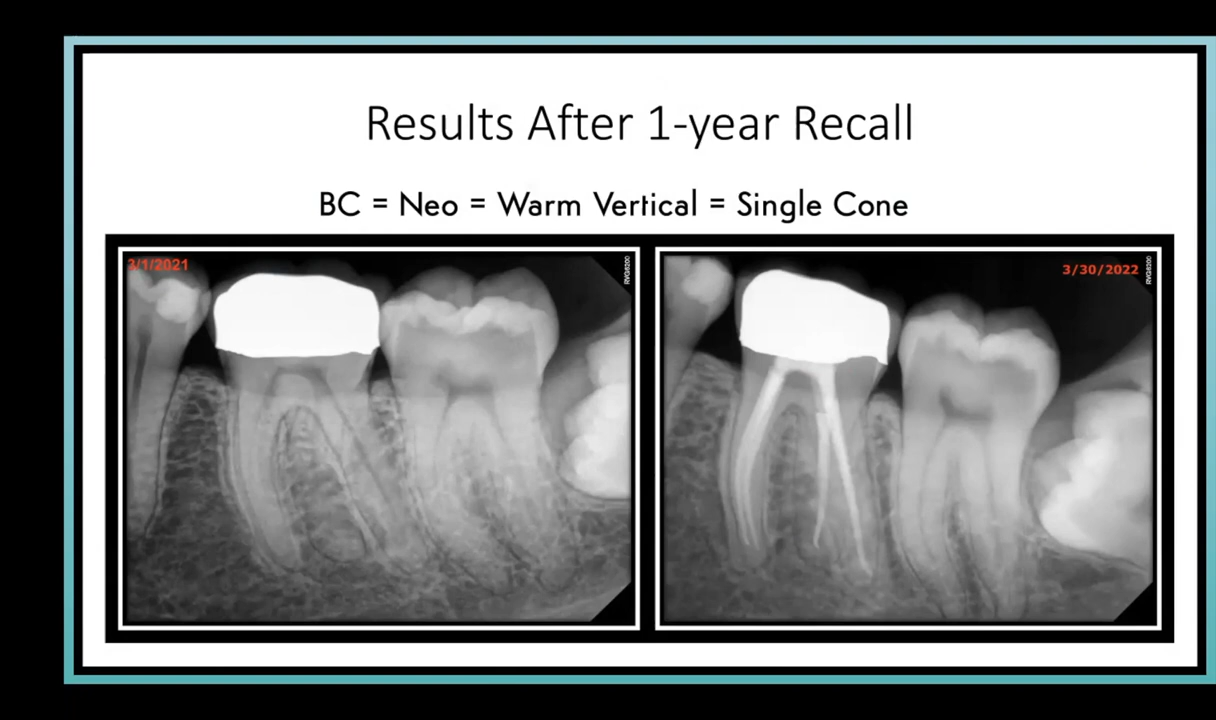 Results After 1-year Recall
BC = Neo = Warm Vertical = Single Cone
3/1/2021
3/30/2022